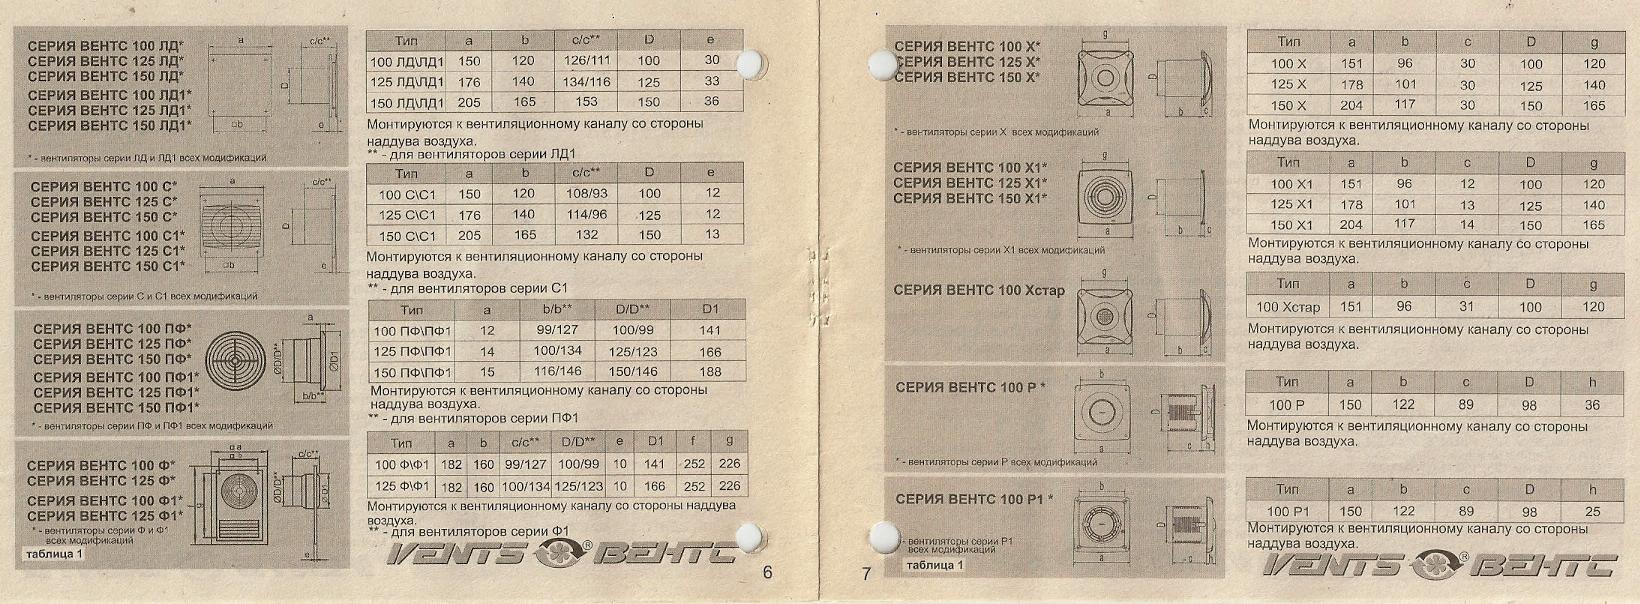 СЕРИЯ ВЕНТС 100 ЛД*
СЕРИЯ ВЕНТС 125 ЛД*
СЕРИЯ ВЕНТС 150 ЛД*
СЕРИЯ ВЕНТС 100 ЛД1*
СЕРИЯ ВЕНТС 125 ЛД1*
СЕРИЯ ВЕНТС 150 ЛД1*
a c/c** D □b e
* - вентиляторы серии ЛД и ЛД1 всех модификаций
Тип a b c/c** D e
100 ЛД\ЛД1 150 120 126/111 100 30
125 ЛД\ЛД1 176 140 134/116 125 33
150 ЛД\ЛД1 205 165 153 150 36
Монтируются к вентиляционному каналу со стороны
наддува воздуха.
** - для вентиляторов серии ЛД1
СЕРИЯ ВЕНТС 100 С*
СЕРИЯ ВЕНТС 125 С*
СЕРИЯ ВЕНТС 150 С*
СЕРИЯ ВЕНТС 100 С1*
СЕРИЯ ВЕНТС 125 С1*
СЕРИЯ ВЕНТС 150 С1*
a c/c** D □b e
* - вентиляторы серии С и С1 всех модификаций
Тип a b c/c** D e
100 С\С1 150 120 108/93 100 12
125 С\С1 176 140 114/96 125 12
150 С\С1 205 165 132 150 13
Монтируются к вентиляционному каналу со стороны
наддува воздуха.
** - для вентиляторов серии С1
СЕРИЯ ВЕНТС 100 ПФ*
СЕРИЯ ВЕНТС 125 ПФ*
СЕРИЯ ВЕНТС 150 ПФ*
СЕРИЯ ВЕНТС 100 ПФ1*
СЕРИЯ ВЕНТС 125 ПФ1*
СЕРИЯ ВЕНТС 150 ПФ1*
a ØD/D** ØD1 b/b**
* - вентиляторы серии ПФ и ПФ1 всех модификаций
Тип a b/b** D/D** D1
100 ПФ\ПФ1 12 99/127 100/99 141
125 ПФ\ПФ1 14 100/134 125/123 166
150 ПФ\ПФ1 15 116/146 150/146 188
Монтируются к вентиляционному каналу со стороны
наддува воздуха.
** - для вентиляторов серии ПФ1
СЕРИЯ ВЕНТС 100 Ф*
СЕРИЯ ВЕНТС 125 Ф*
СЕРИЯ ВЕНТС 100 Ф1*
СЕРИЯ ВЕНТС 125 Ф1*
□a □b c/c** ØD/D** ØD1 e
* - вентиляторы серии Ф и Ф1
всех модификаций
таблица 1
Тип a b c/c** D/D** e D1 f g
100 Ф\Ф1 182 160 99/127 100/99 10 141 252 226
125 Ф\Ф1 182 160 100/134 125/123 10 166 252 226
Монтируются к вентиляционному каналу со стороны наддува
воздуха.
** - для вентиляторов серии Ф1
VENTS ® ВЕНТС
6
СЕРИЯ ВЕНТС 100 Х*
СЕРИЯ ВЕНТС 125 Х*
СЕРИЯ ВЕНТС 150 Х*
g D a b c
* - вентиляторы серии Х всех модификаций
Тип a b c D g
100 Х 151 96 30 100 120
125 Х 178 101 30 125 140
150 Х 204 117 30 150 165
Монтируются к вентиляционному каналу со стороны
наддува воздуха.
СЕРИЯ ВЕНТС 100 Х1*
СЕРИЯ ВЕНТС 125 Х1*
СЕРИЯ ВЕНТС 150 Х1*
g D a b c
* - вентиляторы серии Х1 всех модификаций
Тип a b c D g
100 Х1 151 96 12 100 120
125 Х1 178 101 13 125 140
150 Х1 204 117 14 150 165
Монтируются к вентиляционному каналу со стороны
наддува воздуха.
СЕРИЯ ВЕНТС 100 Хстар
g D a b c
Тип a b c D g
100 Хстар 151 96 31 100 120
Монтируются к вентиляционному каналу со стороны
наддува воздуха.
СЕРИЯ ВЕНТС 100 Р *
b D a c h
* - вентиляторы серии Р всех модификаций
Тип a b c D h
100 Р 150 122 89 98 36
Монтируются к вентиляционному каналу со стороны
наддува воздуха.
СЕРИЯ ВЕНТС 100 Р1 *
b D a c h
- вентиляторы серии Р1
всех модификаций
таблица 1
Тип a b c D h
100 Р1 150 122 89 98 25
Монтируются к вентиляционному каналу со стороны
наддува воздуха.
VENTS ® ВЕНТС
7